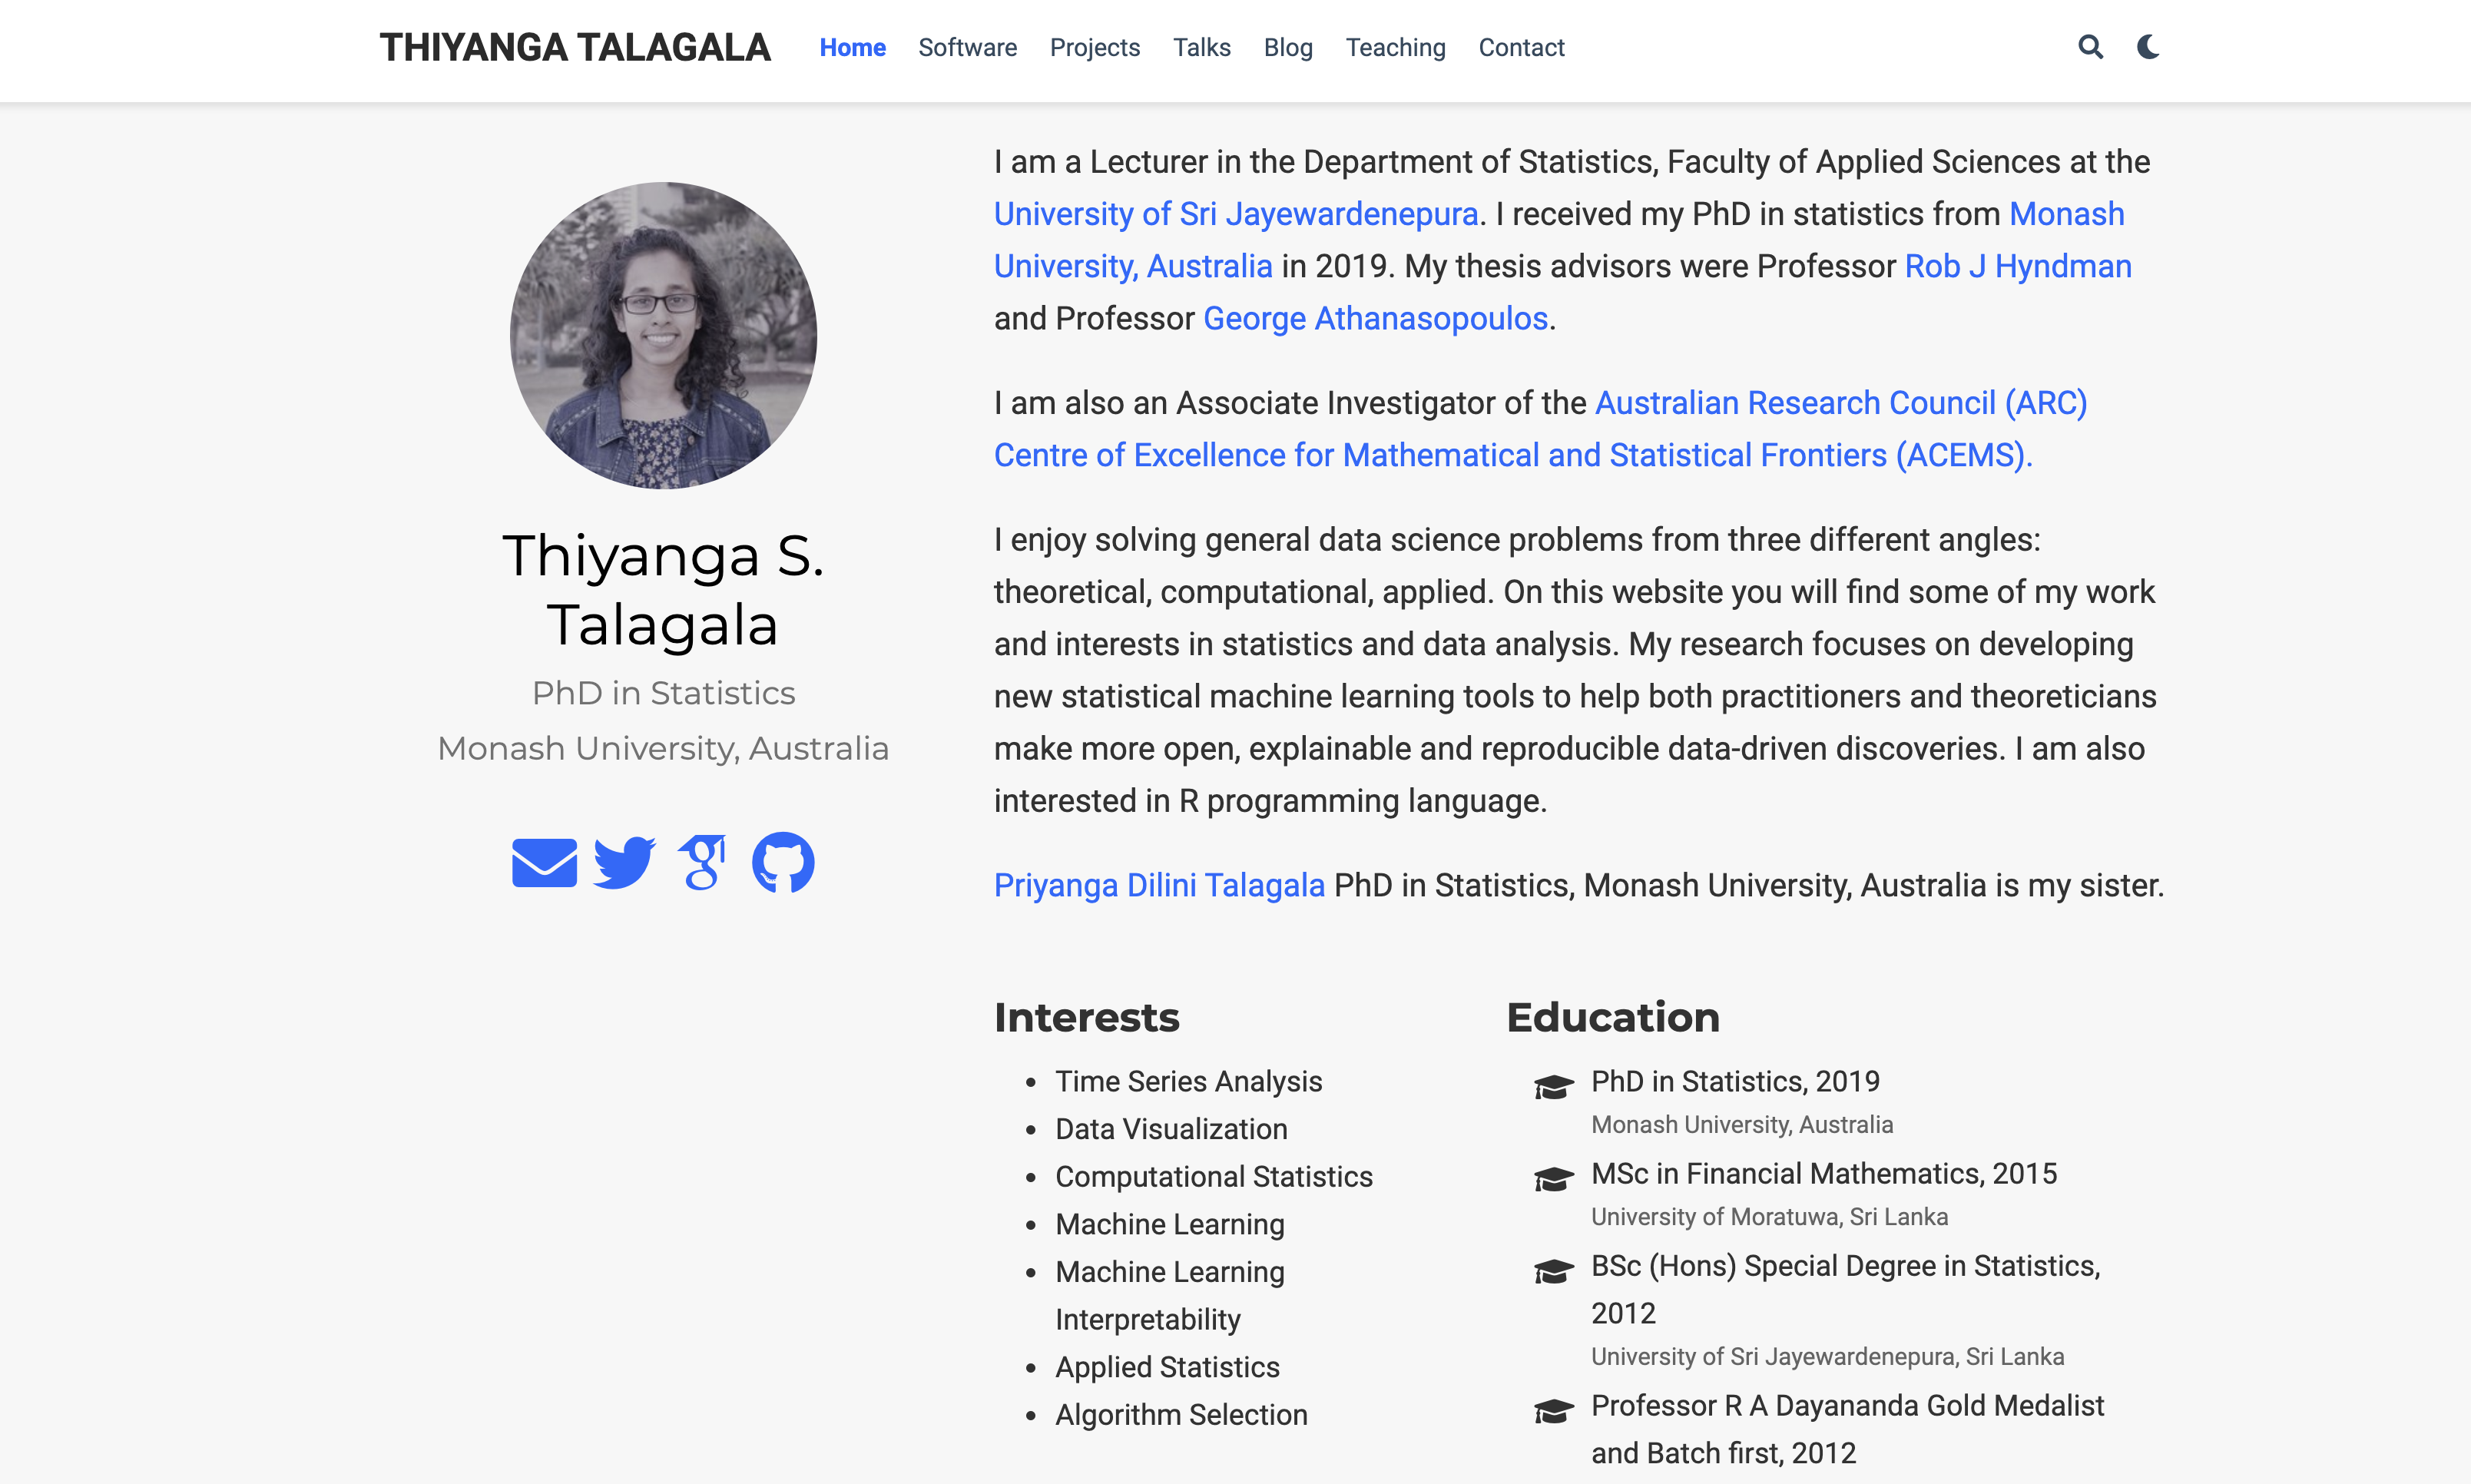 THIYANGA TALAGALA Home Software Projects Talks Blog Teaching Contact
Thiyanga S.
Talagala
PhD in Statistics
Monash University, Australia
I am a Lecturer in the Department of Statistics, Faculty of Applied Sciences at the
University of Sri Jayewardenepura. I received my PhD in statistics from Monash
University, Australia in 2019. My thesis advisors were Professor Rob J Hyndman
and Professor George Athanasopoulos.
I am also an Associate Investigator of the Australian Research Council (ARC)
Centre of Excellence for Mathematical and Statistical Frontiers (ACEMS).
I enjoy solving general data science problems from three different angles:
theoretical, computational, applied. On this website you will find some of my work
and interests in statistics and data analysis. My research focuses on developing
new statistical machine learning tools to help both practitioners and theoreticians
make more open, explainable and reproducible data-driven discoveries. I am also
interested in R programming language.
Priyanga Dilini Talagala PhD in Statistics, Monash University, Australia is my sister.
Interests
• Time Series Analysis
• Data Visualization
• Computational Statistics
• Machine Learning
• Machine Learning
Interpretability
• Applied Statistics
• Algorithm Selection
Education
PhD in Statistics, 2019
Monash University, Australia
MSc in Financial Mathematics, 2015
University of Moratuwa, Sri Lanka
BSc (Hons) Special Degree in Statistics,
2012
University of Sri Jayewardenepura, Sri Lanka
Professor R A Dayananda Gold Medalist
and Batch first, 2012